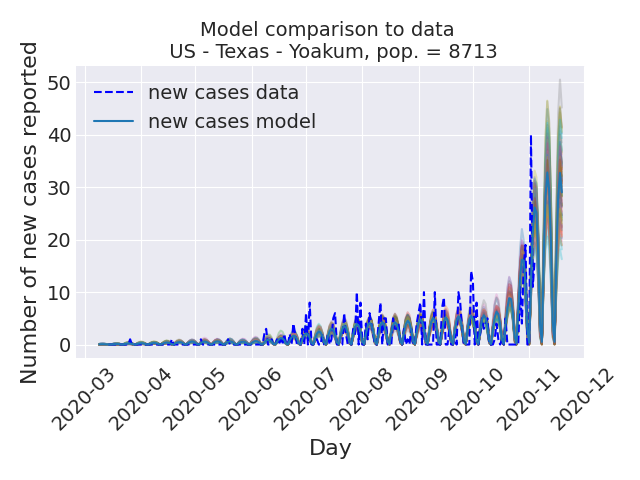 Model comparison to data
US - Texas - Yoakum, pop. = 8713
Number of new cases reported
50
40
30
20
10
0
new cases data
new cases model
2020-03
2020-04
2020-05
2020-06
2020-07
2020-08
2020-09
2020-10
2020-11
2020-12
Day